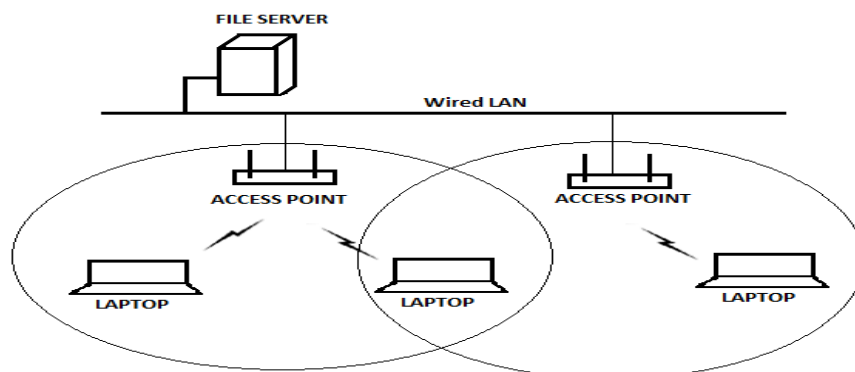 FILE SERVER
Wired LAN
ACCESS POINT
ACCESS POINT
LAPTOP
LAPTOP
LAPTOP